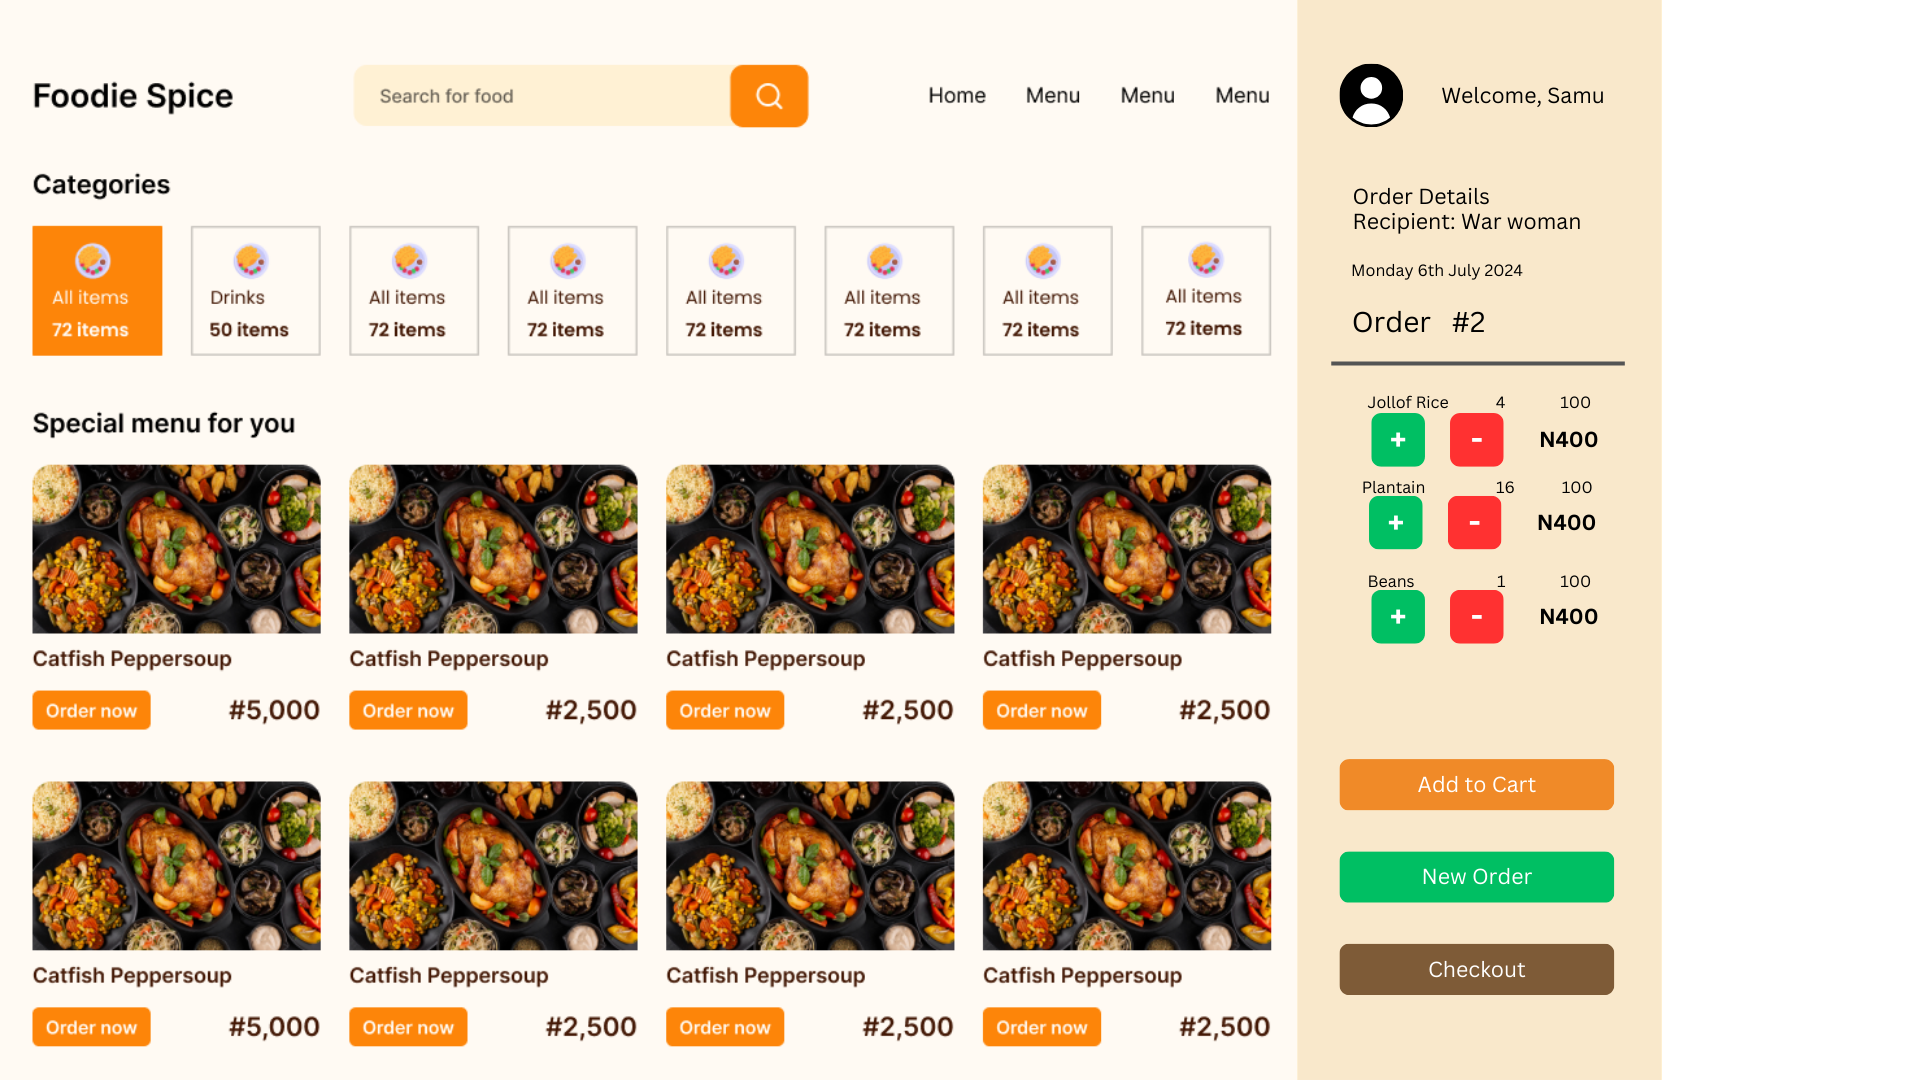 Foodie Spice
Search for food
Home Menu Menu Menu
Welcome, Samu
Categories
All items
72 items
Drinks
50 items
All items
72 items
All items
72 items
All items
72 items
All items
72 items
All items
72 items
All items
72 items
Special menu for you
Catfish Peppersoup
Order now #5,000
Catfish Peppersoup
Order now #2,500
Catfish Peppersoup
Order now #2,500
Catfish Peppersoup
Order now #2,500
Catfish Peppersoup
Order now #5,000
Catfish Peppersoup
Order now #2,500
Catfish Peppersoup
Order now #2,500
Catfish Peppersoup
Order now #2,500
Order Details
Recipient: War woman
Monday 6th July 2024
Order #2
Jollof Rice 4 100
+ - N400
Plantain 16 100
+ - N400
Beans 1 100
+ - N400
Add to Cart
New Order
Checkout